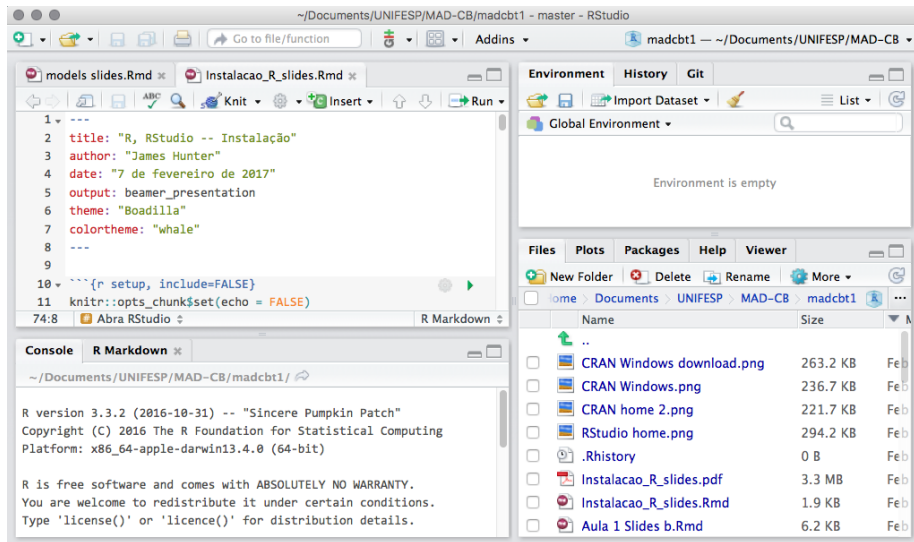 ~/Documents/UNIFESP/MAD-CB/madcbt1 - master - RStudio
Go to file/function
Addins
madcbt1 — ~/Documents/UNIFESP/MAD-CB
models slides.Rmd
Instalacao_R_slides.Rmd
ABC
Knit
Insert
Run
1 ---
2 title: "R, RStudio -- Instalação"
3 author: "James Hunter"
4 date: "7 de fevereiro de 2017"
5 output: beamer_presentation
6 theme: "Boadilla"
7 colortheme: "whale"
8 ---
9
10 ```{r setup, include=FALSE}
11 knitr::opts_chunk$set(echo = FALSE)
74:8 Abra RStudio R Markdown
Console R Markdown
~/Documents/UNIFESP/MAD-CB/madcbt1/
R version 3.3.2 (2016-10-31) -- "Sincere Pumpkin Patch"
Copyright (C) 2016 The R Foundation for Statistical Computing
Platform: x86_64-apple-darwin13.4.0 (64-bit)
R is free software and comes with ABSOLUTELY NO WARRANTY.
You are welcome to redistribute it under certain conditions.
Type 'license()' or 'licence()' for distribution details.
Environment History Git
Import Dataset List
Global Environment
Environment is empty
Files Plots Packages Help Viewer
New Folder Delete Rename More
ome Documents UNIFESP MAD-CB madcbt1 ...
Name Size M
..
CRAN Windows download.png 263.2 KB Feb
CRAN Windows.png 236.7 KB Feb
CRAN home 2.png 221.7 KB Feb
RStudio home.png 294.2 KB Feb
.Rhistory 0 B Feb
Instalacao_R_slides.pdf 3.3 MB Feb
Instalacao_R_slides.Rmd 1.9 KB Feb
Aula 1 Slides b.Rmd 6.2 KB Feb